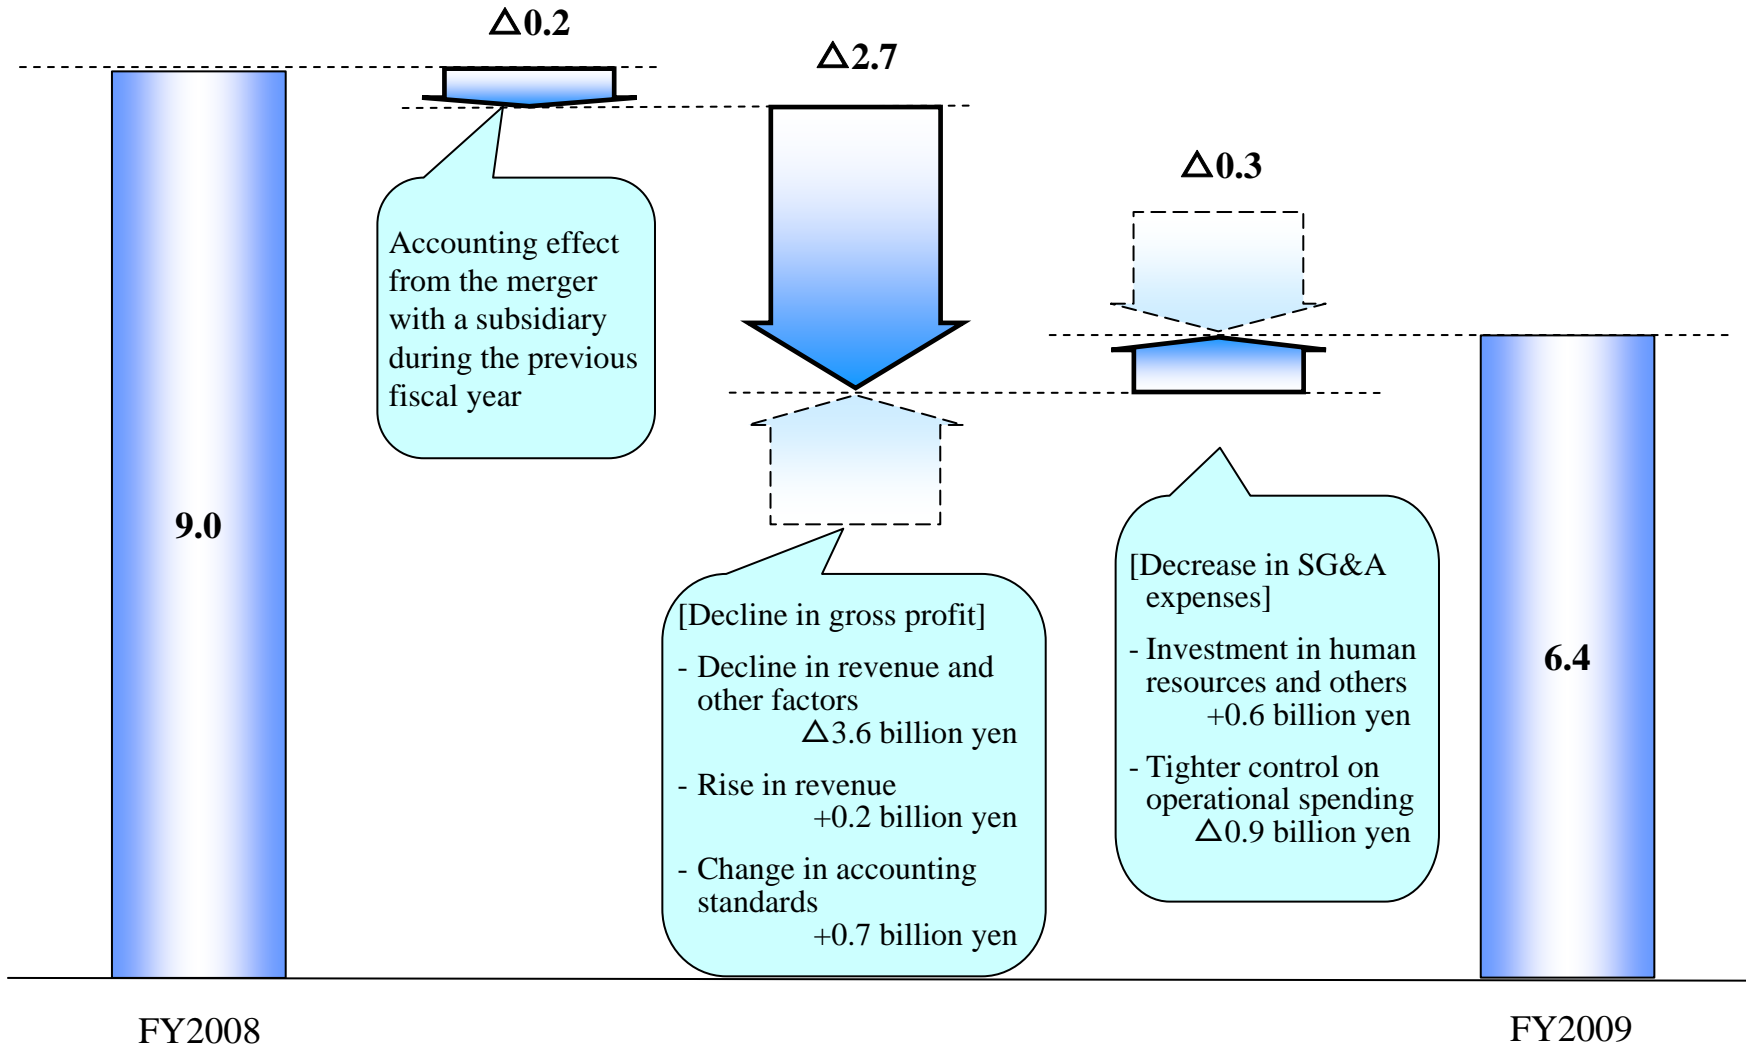 △0.2
△2.7
△0.3
Accounting effect
from the merger
with a subsidiary
during the previous
fiscal year
9.0
[Decline in gross profit]
- Decline in revenue and
other factors
△3.6 billion yen
- Rise in revenue
+0.2 billion yen
- Change in accounting
standards
+0.7 billion yen
[Decrease in SG&A
expenses]
- Investment in human
resources and others
+0.6 billion yen
- Tighter control on
operational spending
△0.9 billion yen
6.4
FY2008
FY2009